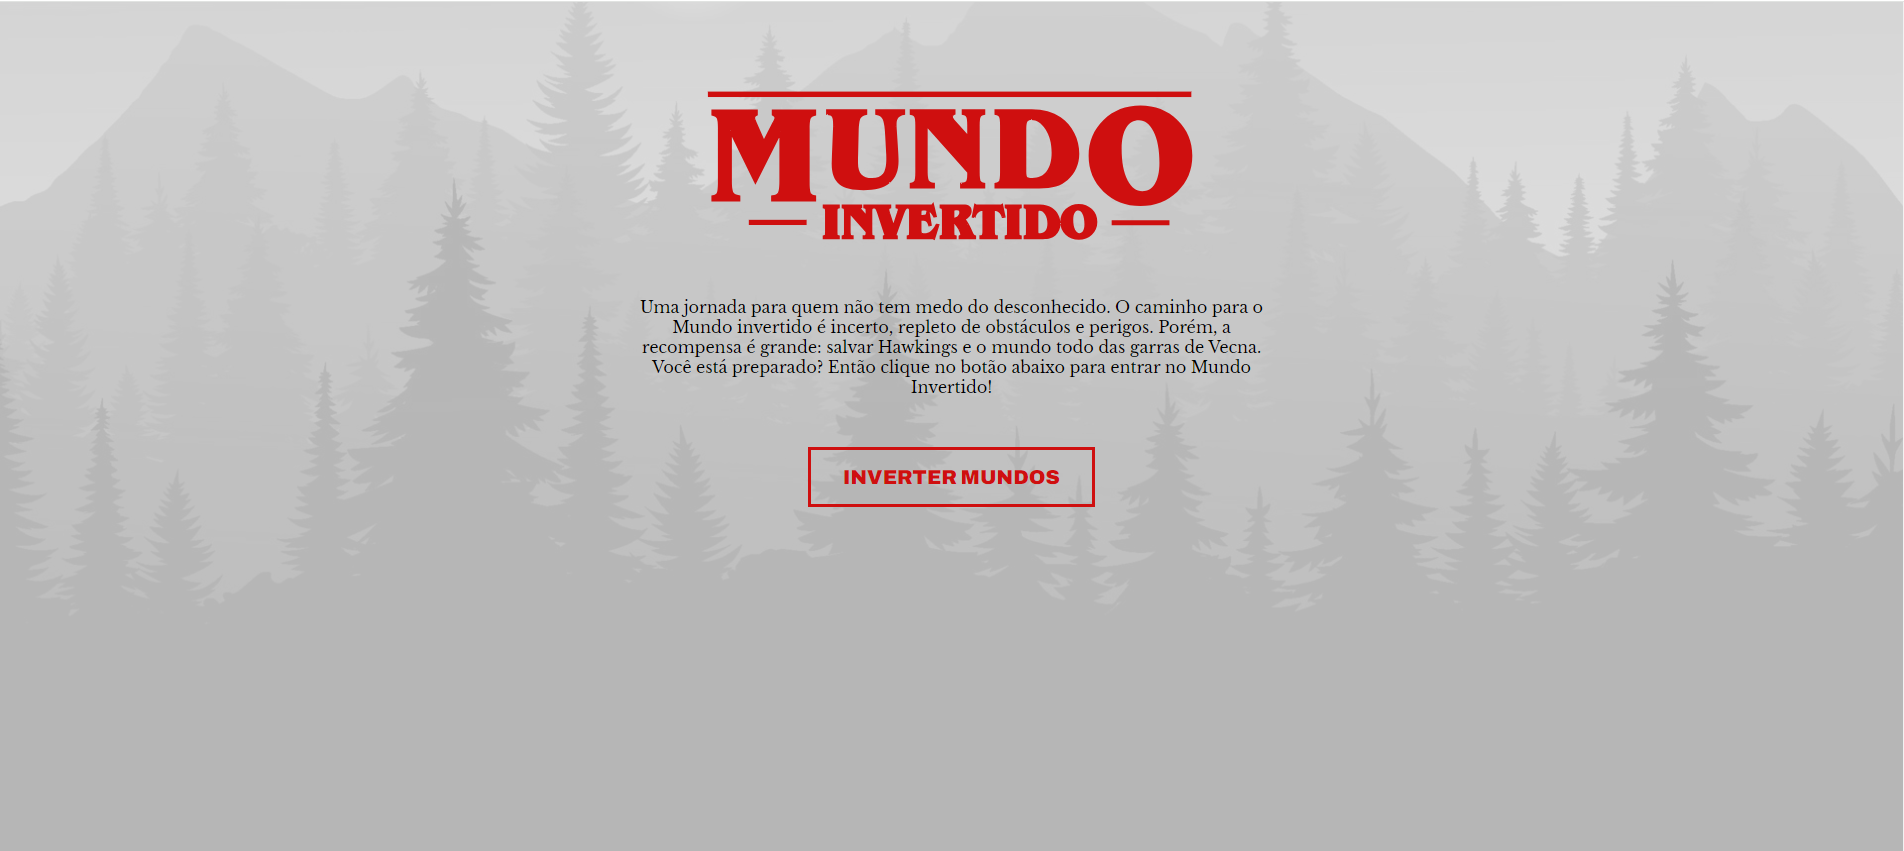 MUNDO
INVERTIDO
Uma jornada para quem não tem medo do desconhecido. O caminho para o
Mundo invertido é incerto, repleto de obstáculos e perigos. Porém, a
recompensa é grande: salvar Hawkings e o mundo todo das garras de Vecna.
Você está preparado? Então clique no botão abaixo para entrar no Mundo
Invertido!
INVERTER MUNDOS